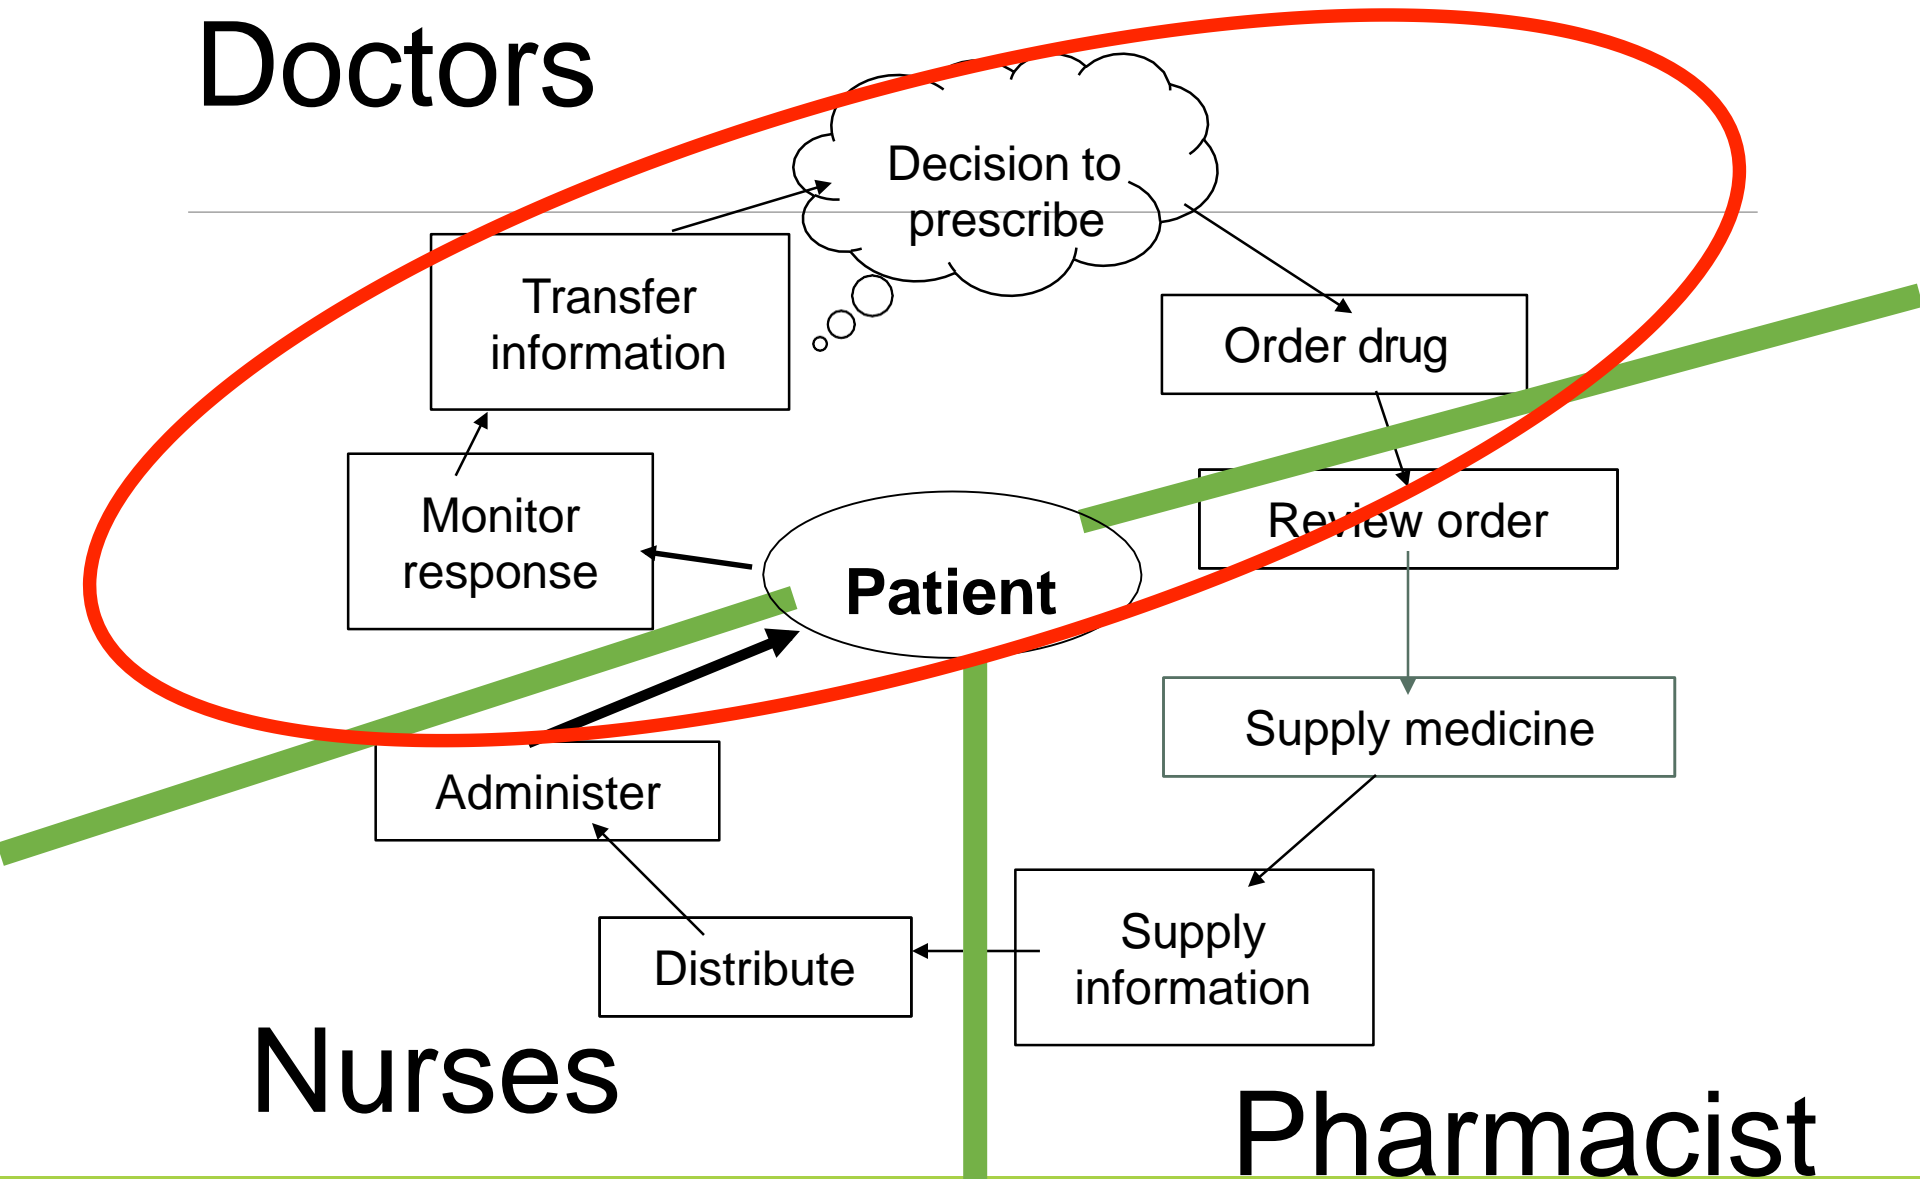 Doctors
Decision to
prescribe
Transfer
information
Order drug
Monitor
response
Review order
Patient
Supply medicine
Administer
Supply
information
Distribute
Nurses
Pharmacist